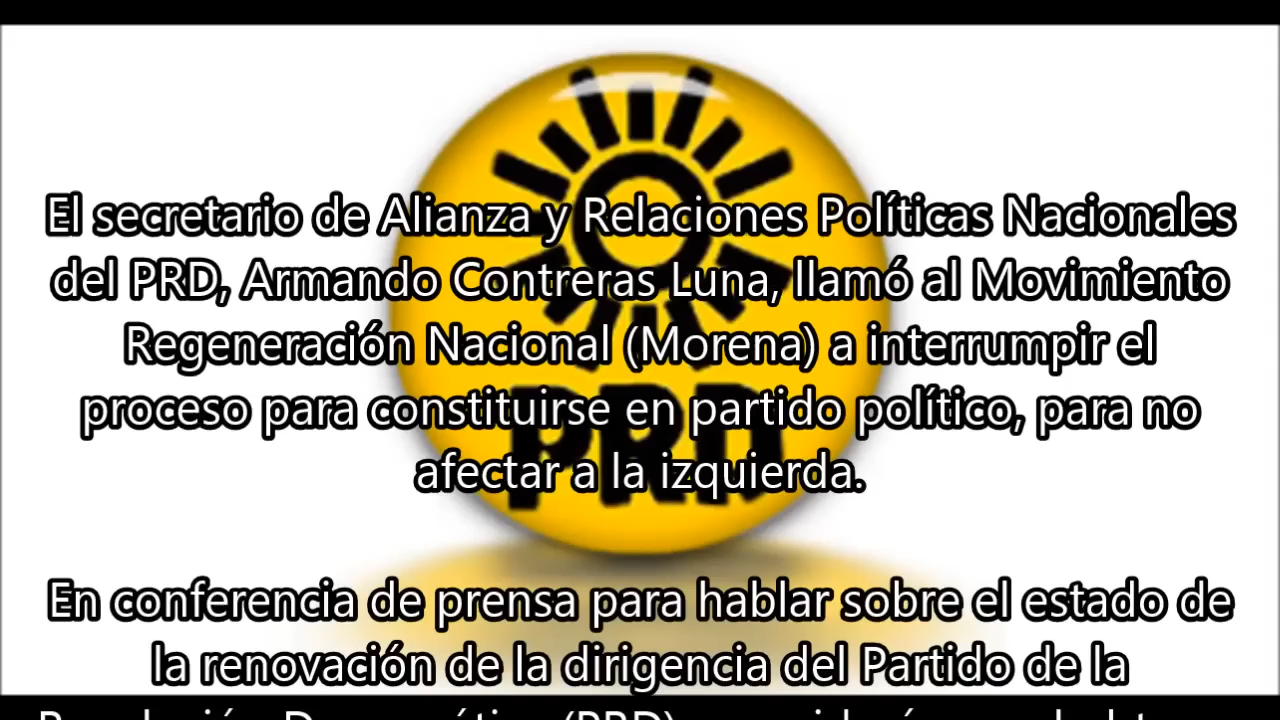 El secretario de Alianza y Relaciones Políticas Nacionales
del PRD, Armando Contreras Luna, llamó al Movimiento
Regeneración Nacional (Morena) a interrumpir el
proceso para constituirse en partido político, para no
afectar a la izquierda.
PRD
En conferencia de prensa para hablar sobre el estado de
la renovación de la dirigencia del Partido de la
(PRD)